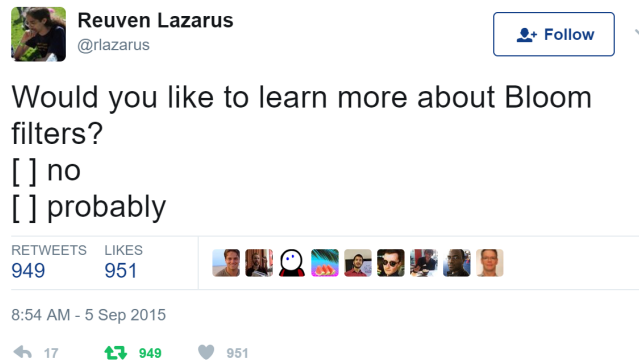 Reuven Lazarus
@rlazarus
Follow
Would you like to learn more about Bloom
filters?
[ ] no
[ ] probably
RETWEETS LIKES
949 951
8:54 AM - 5 Sep 2015
17 949 951